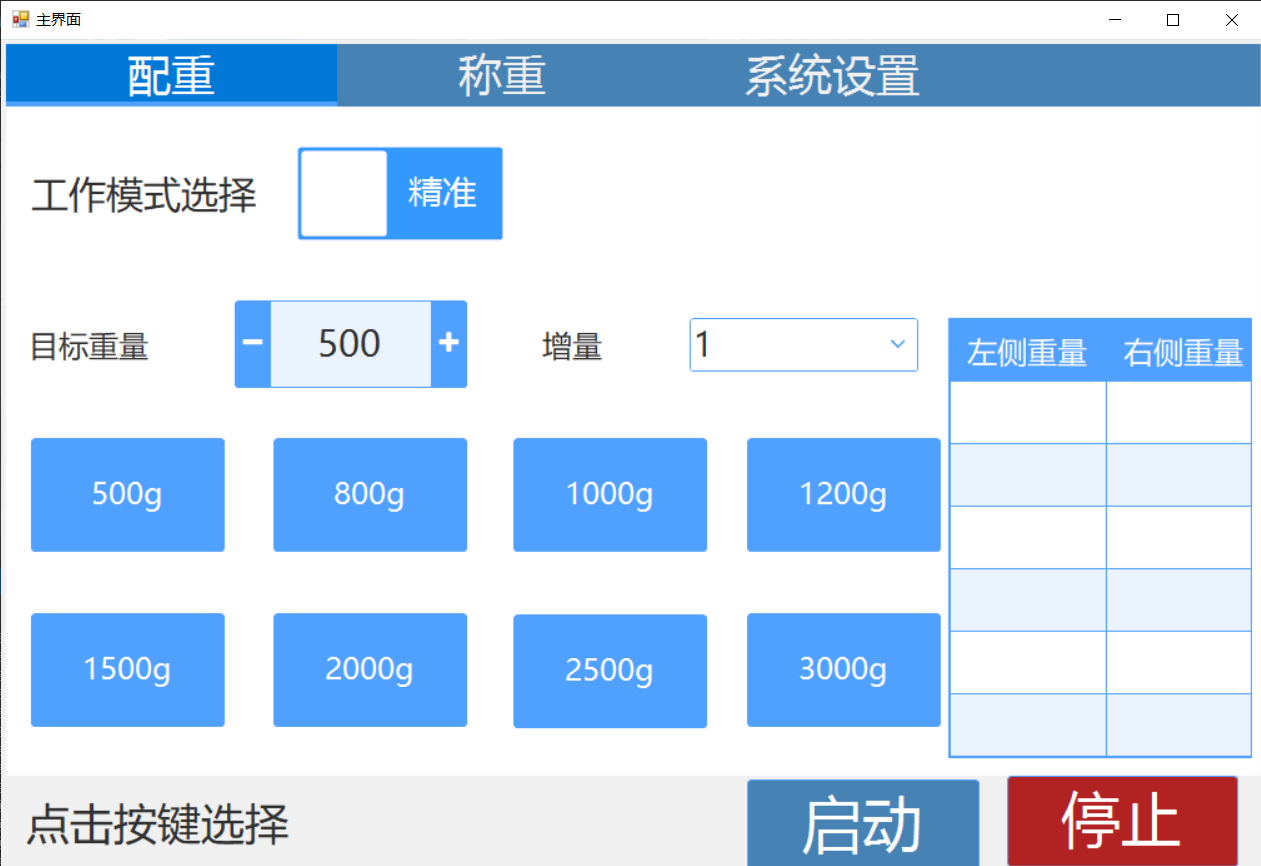 主界面
配重 称重 系统设置
工作模式选择 精准
目标重量 500 增量 1
左侧重量 右侧重量
500g 800g 1000g 1200g
1500g 2000g 2500g 3000g
点击按键选择 启动 停止